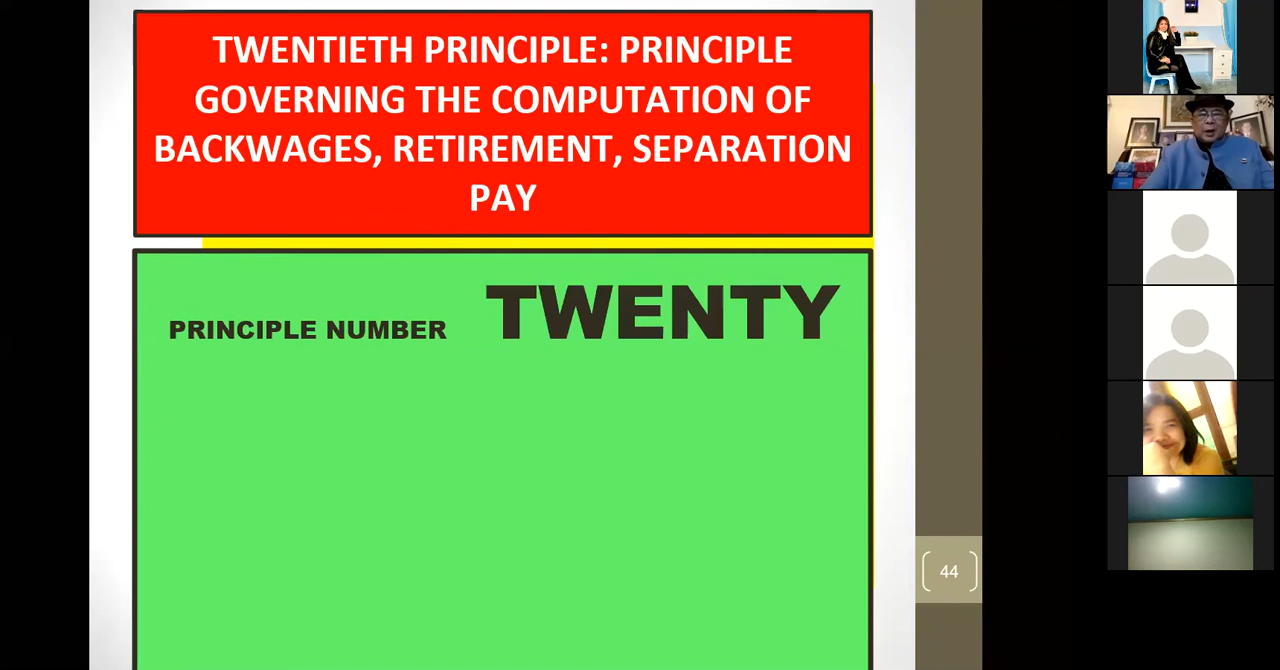 TWENTIETH PRINCIPLE: PRINCIPLE
GOVERNING THE COMPUTATION OF
BACKWAGES, RETIREMENT, SEPARATION
PAY
PRINCIPLE NUMBER TWENTY
44